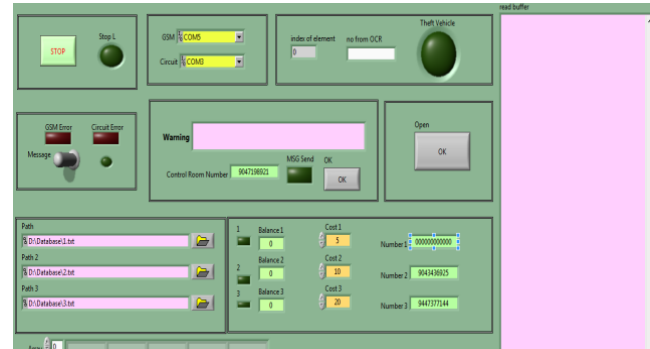 read buffer
STOP
Stop L
GSM COM5
Circuit COM3
index of element
0
no from OCR
Theft Vehicle
GSM Error
Circuit Error
Message
Warning
Control Room Number 9047198921
MSG Send
OK
OK
Open
OK
Path
D:\Database\1.txt
Path 2
D:\Database\2.txt
Path 3
D:\Database\3.txt
1 Balance 1
0
Cost 1
5
Number 1 000000000000
2 Balance 2
0
Cost 2
10
Number 2 9043436925
3 Balance 3
0
Cost 3
20
Number 3 9447377144
Array 0